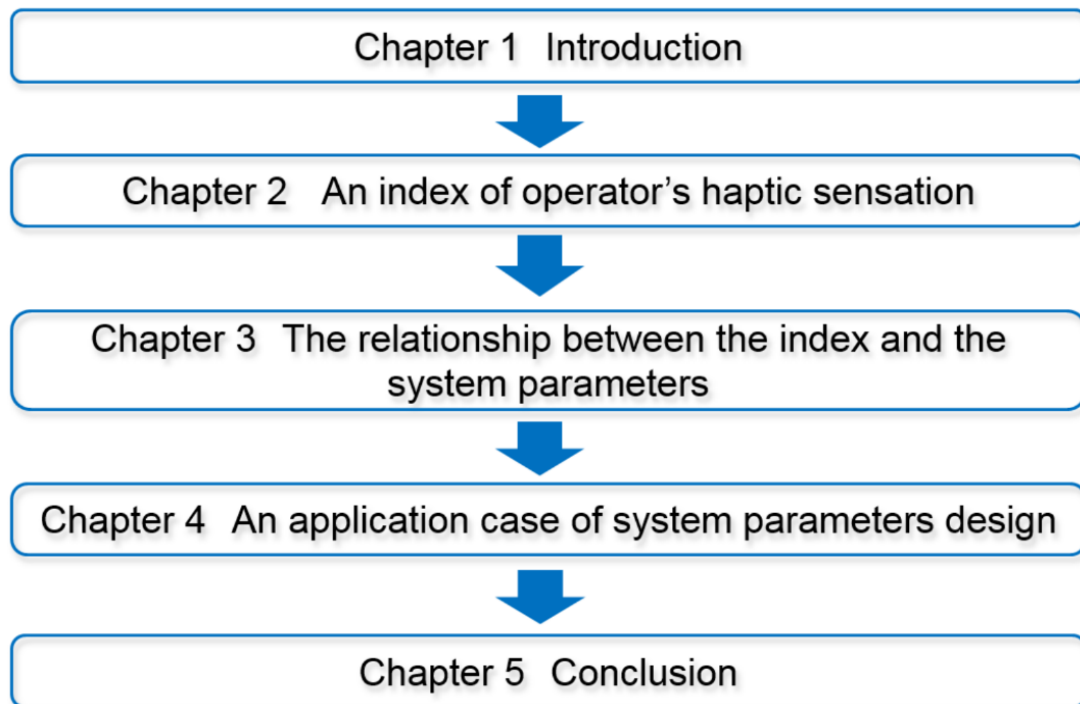 Chapter 1 Introduction
Chapter 2 An index of operator’s haptic sensation
Chapter 3 The relationship between the index and the
system parameters
Chapter 4 An application case of system parameters design
Chapter 5 Conclusion